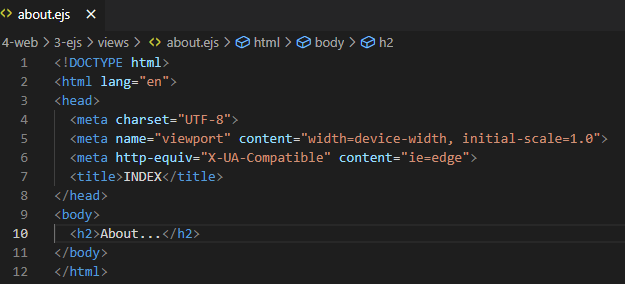 about.ejs
4-web > 3-ejs > views > about.ejs > html > body > h2
1 <!DOCTYPE html>
2 <html lang="en">
3 <head>
4 <meta charset="UTF-8">
5 <meta name="viewport" content="width=device-width, initial-scale=1.0">
6 <meta http-equiv="X-UA-Compatible" content="ie=edge">
7 <title>INDEX</title>
8 </head>
9 <body>
10 <h2>About...</h2>
11 </body>
12 </html>